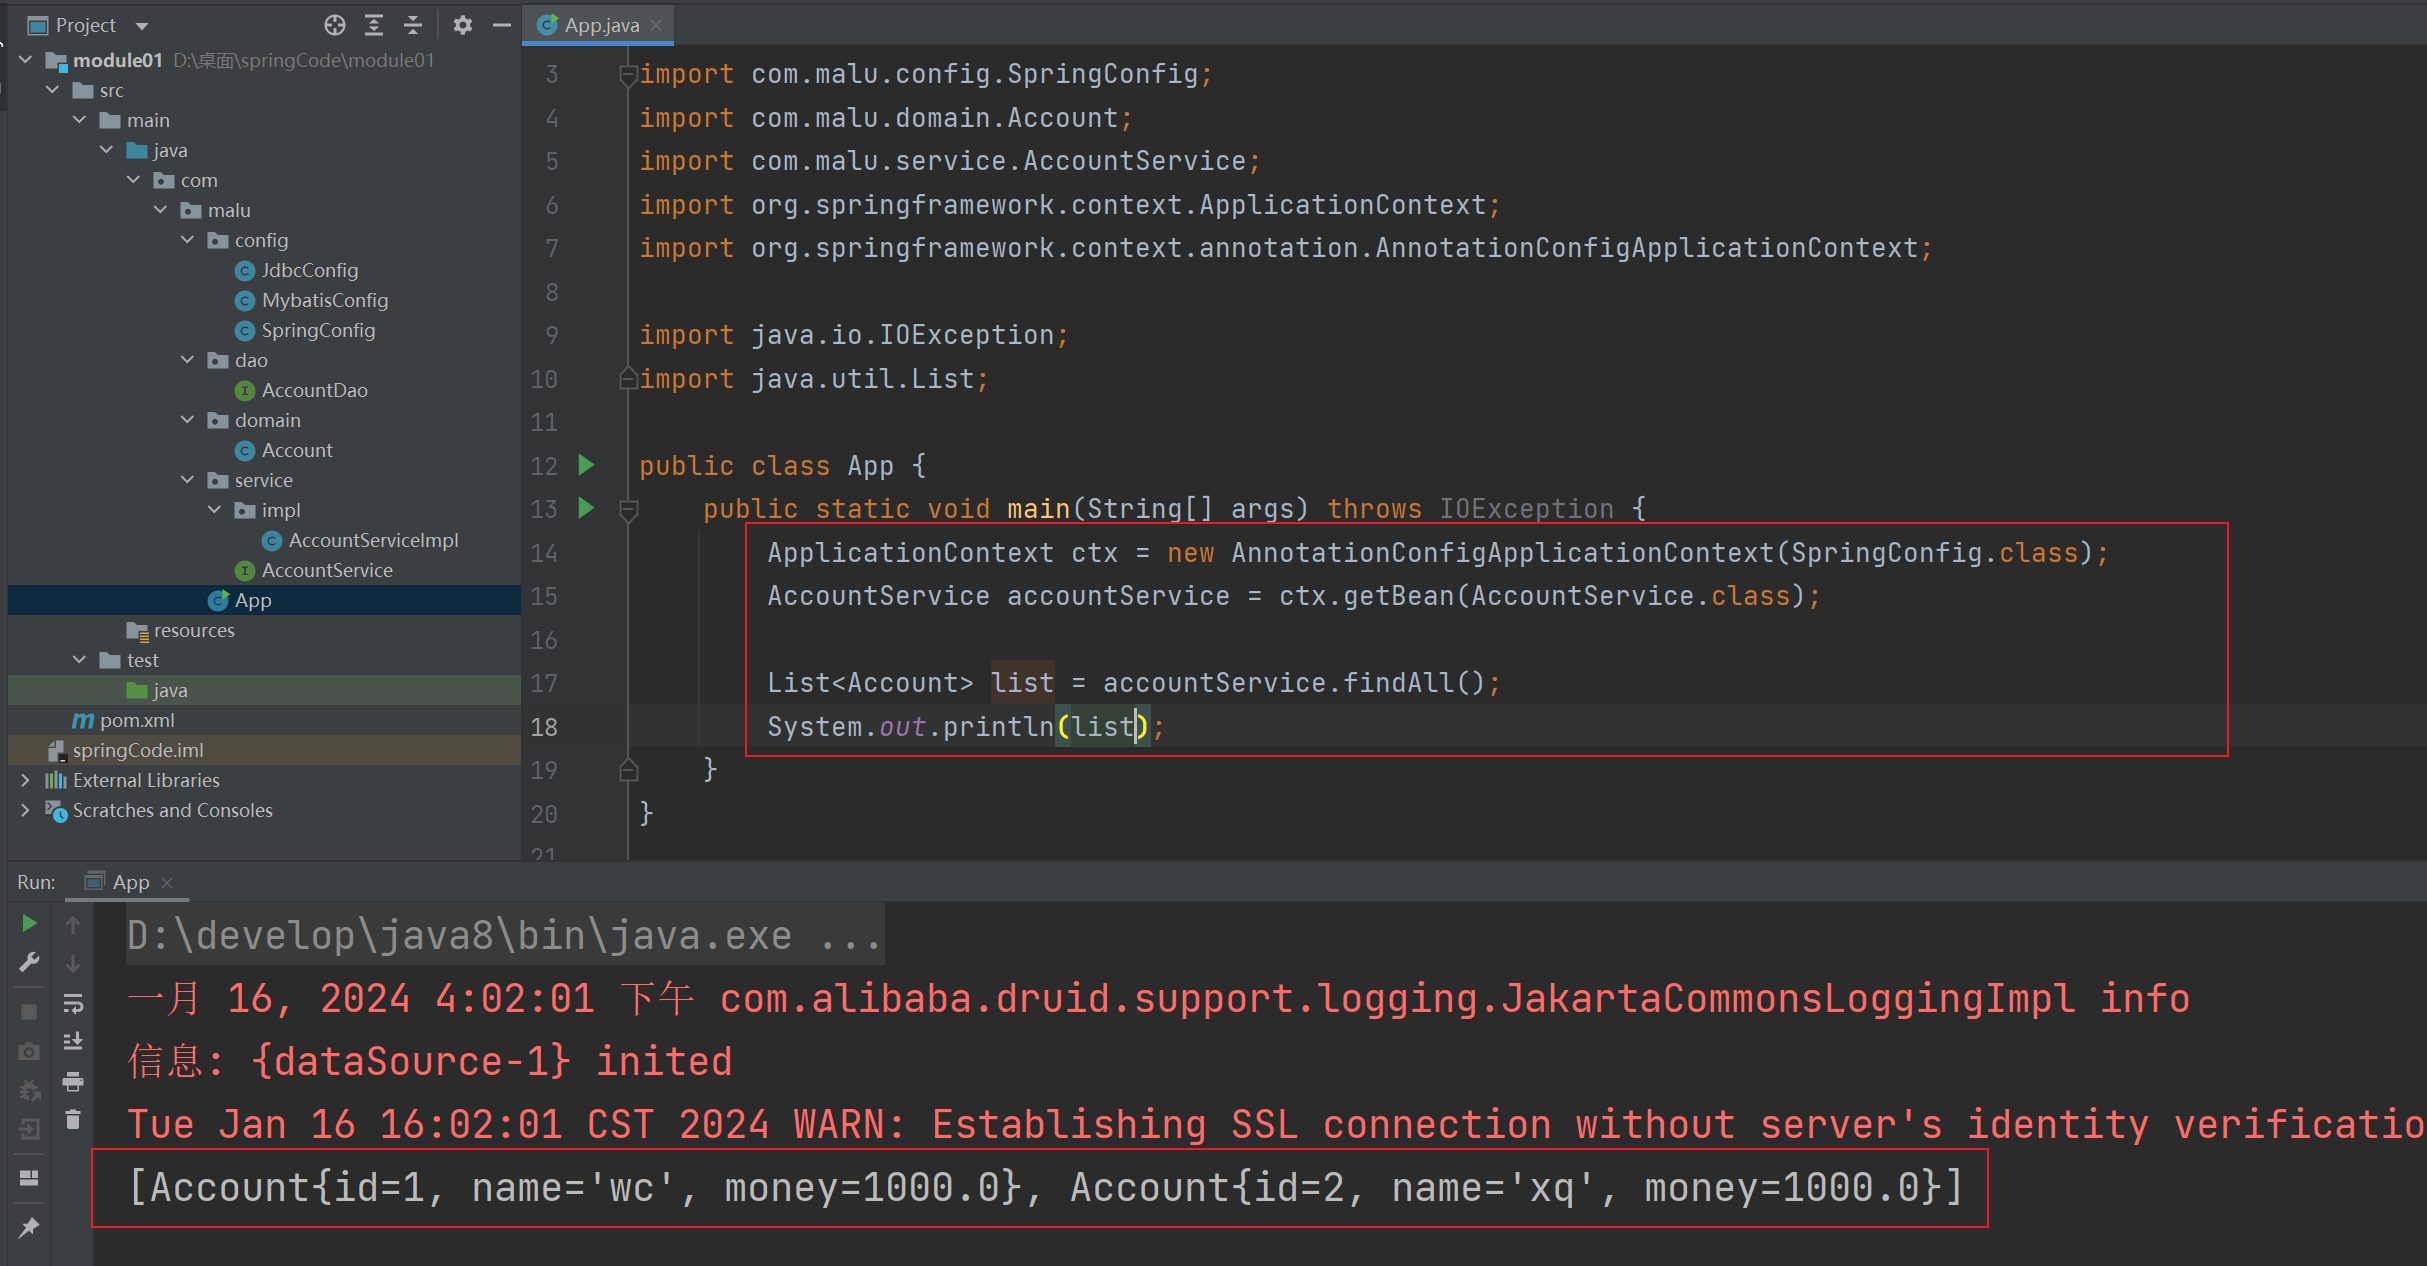 Project
module01 D:\桌面\springCode\module01
src
main
java
com
malu
config
JdbcConfig
MybatisConfig
SpringConfig
dao
AccountDao
domain
Account
service
impl
AccountServiceImpl
AccountService
App
resources
test
java
pom.xml
springCode.iml
External Libraries
Scratches and Consoles
App.java
3 import com.malu.config.SpringConfig;
4 import com.malu.domain.Account;
5 import com.malu.service.AccountService;
6 import org.springframework.context.ApplicationContext;
7 import org.springframework.context.annotation.AnnotationConfigApplicationContext;
8
9 import java.io.IOException;
10 import java.util.List;
11
12 public class App {
13 public static void main(String[] args) throws IOException {
14 ApplicationContext ctx = new AnnotationConfigApplicationContext(SpringConfig.class);
15 AccountService accountService = ctx.getBean(AccountService.class);
16
17 List<Account> list = accountService.findAll();
18 System.out.println(list);
19 }
20 }
21
Run: App
D:\develop\java8\bin\java.exe ...
一月 16, 2024 4:02:01 下午 com.alibaba.druid.support.logging.JakartaCommonsLoggingImpl info
信息: {dataSource-1} inited
Tue Jan 16 16:02:01 CST 2024 WARN: Establishing SSL connection without server's identity verificatio
[Account{id=1, name='wc', money=1000.0}, Account{id=2, name='xq', money=1000.0}]